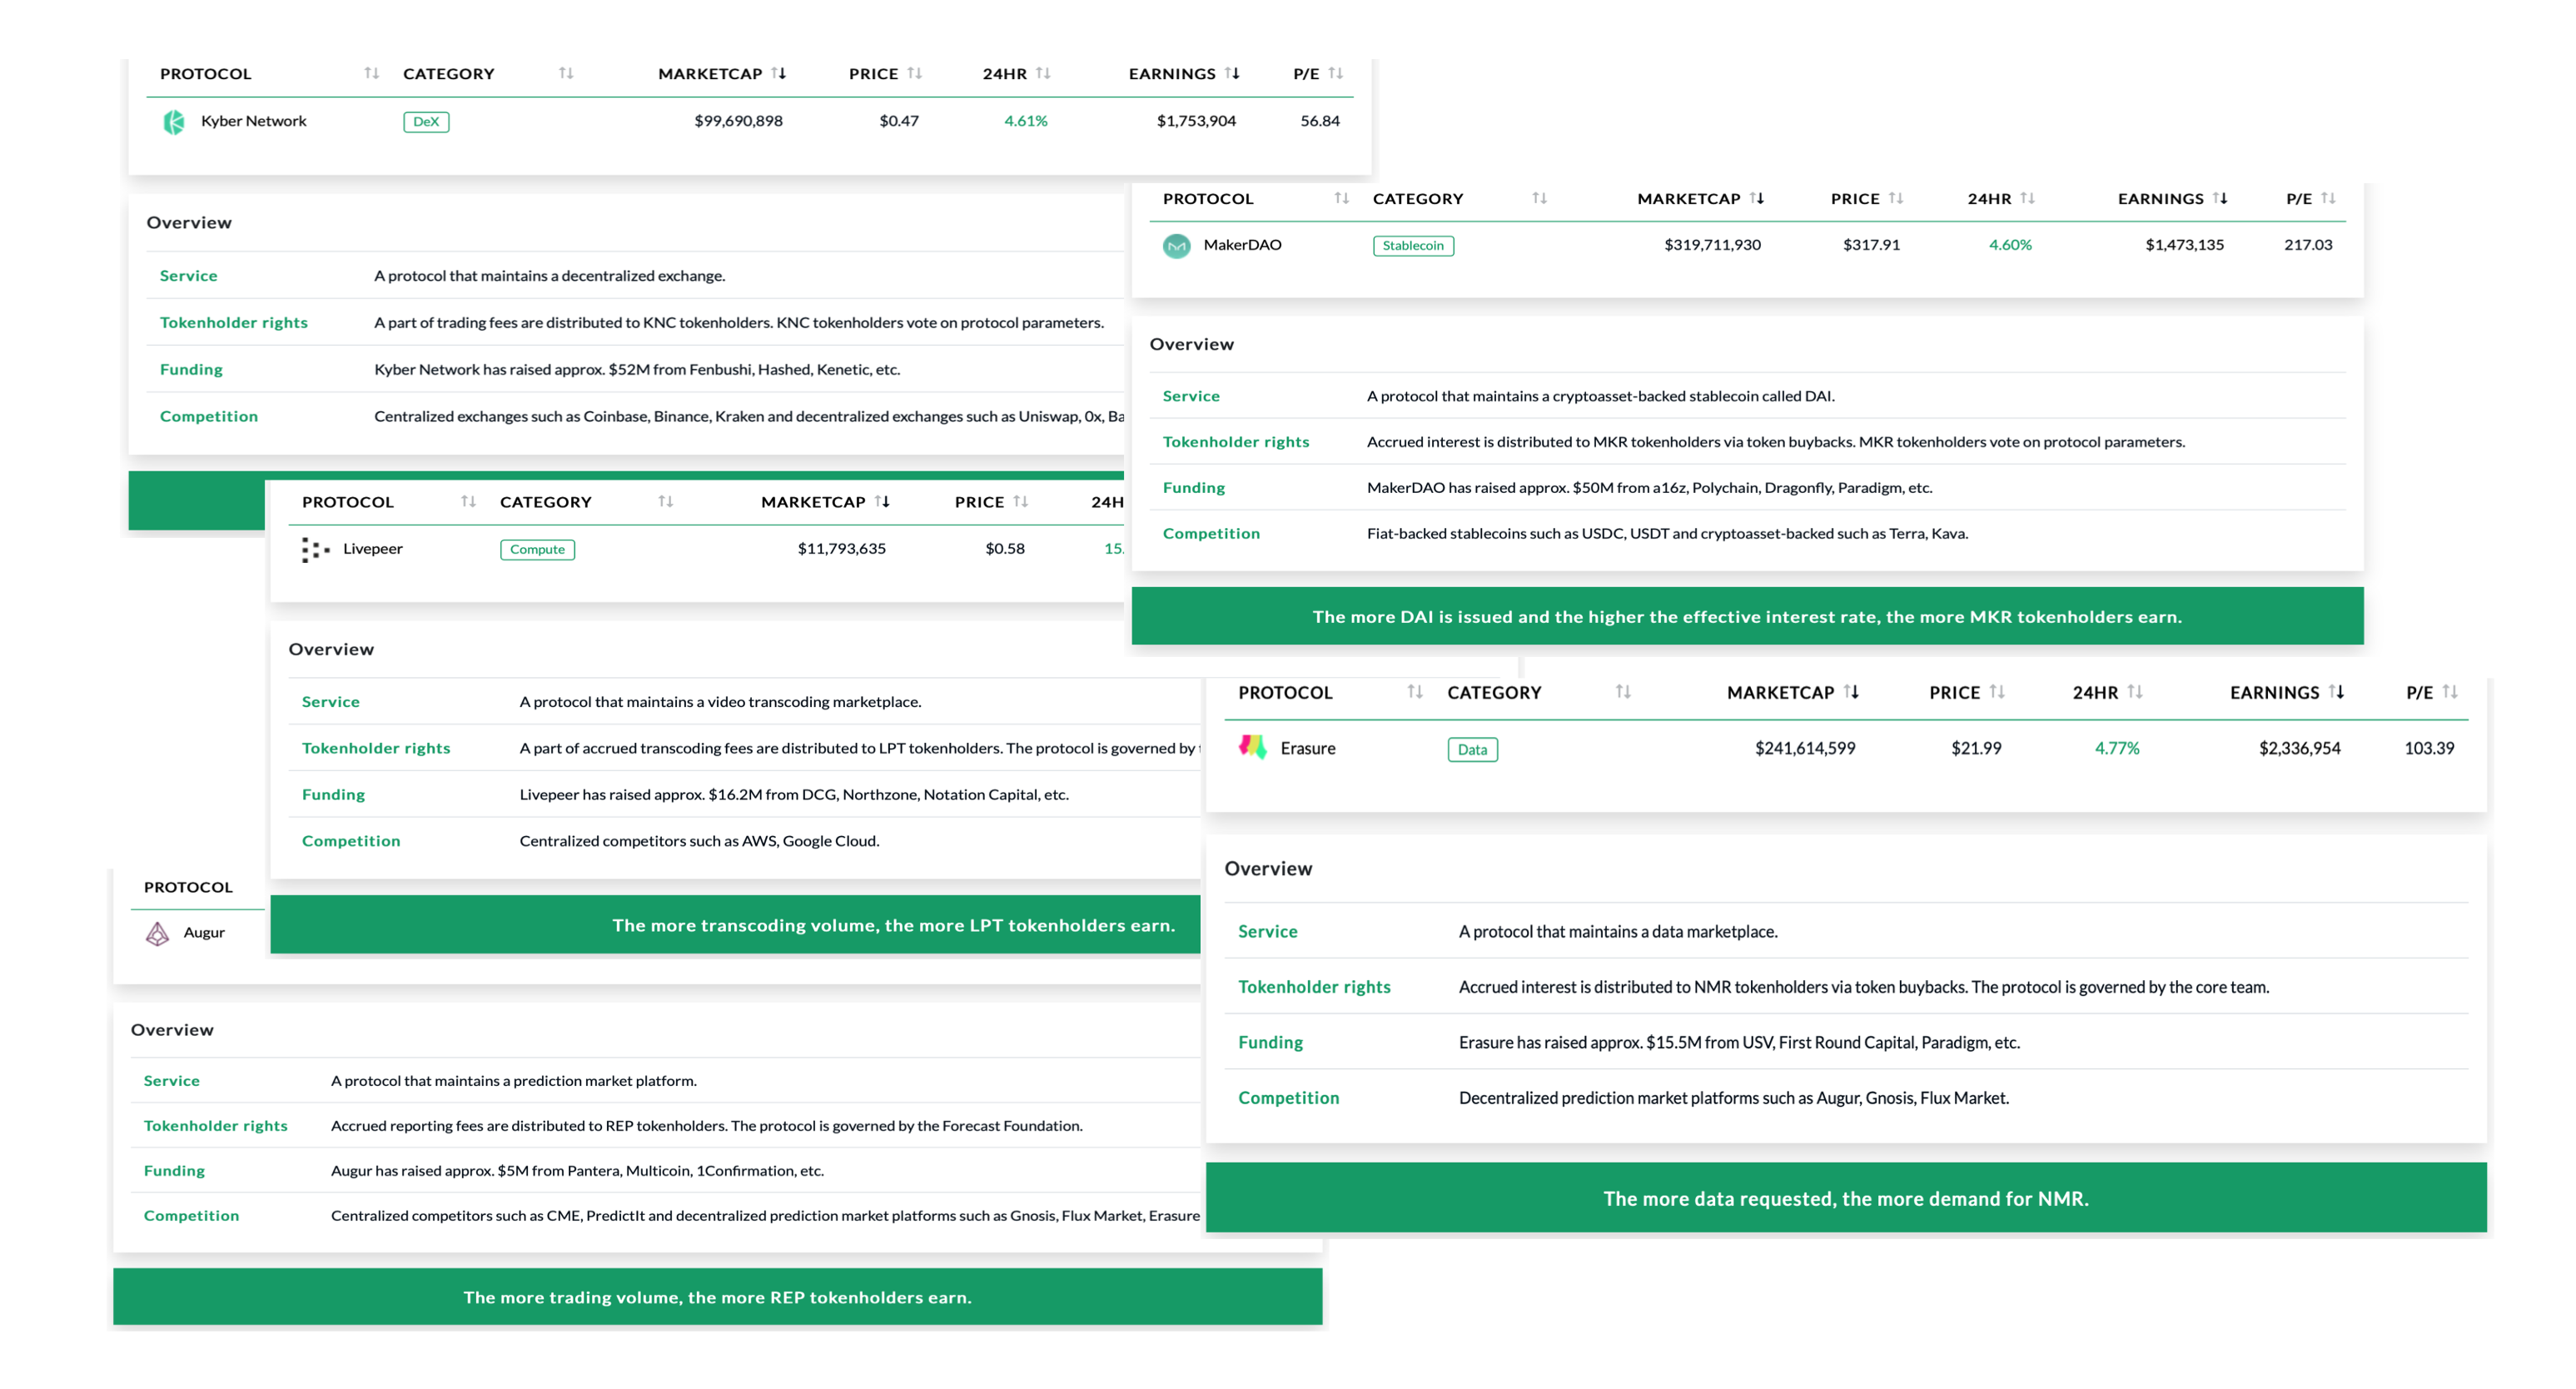 PROTOCOL CATEGORY MARKETCAP PRICE 24HR EARNINGS P/E
Kyber Network DeX $99,690,898 $0.47 4.61% $1,753,904 56.84
Overview
Service A protocol that maintains a decentralized exchange.
Tokenholder rights A part of trading fees are distributed to KNC tokenholders. KNC tokenholders vote on protocol parameters.
Funding Kyber Network has raised approx. $52M from Fenbushi, Hashed, Kenetic, etc.
Competition Centralized exchanges such as Coinbase, Binance, Kraken and decentralized exchanges such as Uniswap, 0x, Ba
PROTOCOL CATEGORY MARKETCAP PRICE 24HR EARNINGS P/E
MakerDAO Stablecoin $319,711,930 $317.91 4.60% $1,473,135 217.03
Overview
Service A protocol that maintains a cryptoasset-backed stablecoin called DAI.
Tokenholder rights Accrued interest is distributed to MKR tokenholders via token buybacks. MKR tokenholders vote on protocol parameters.
Funding MakerDAO has raised approx. $50M from a16z, Polychain, Dragonfly, Paradigm, etc.
Competition Fiat-backed stablecoins such as USDC, USDT and cryptoasset-backed such as Terra, Kava.
The more DAI is issued and the higher the effective interest rate, the more MKR tokenholders earn.
PROTOCOL CATEGORY MARKETCAP PRICE 24H
Livepeer Compute $11,793,635 $0.58 15.
Overview
Service A protocol that maintains a video transcoding marketplace.
Tokenholder rights A part of accrued transcoding fees are distributed to LPT tokenholders. The protocol is governed by
Funding Livepeer has raised approx. $16.2M from DCG, Northzone, Notation Capital, etc.
Competition Centralized competitors such as AWS, Google Cloud.
The more transcoding volume, the more LPT tokenholders earn.
PROTOCOL CATEGORY MARKETCAP PRICE 24HR EARNINGS P/E
Erasure Data $241,614,599 $21.99 4.77% $2,336,954 103.39
Overview
Service A protocol that maintains a data marketplace.
Tokenholder rights Accrued interest is distributed to NMR tokenholders via token buybacks. The protocol is governed by the core team.
Funding Erasure has raised approx. $15.5M from USV, First Round Capital, Paradigm, etc.
Competition Decentralized prediction market platforms such as Augur, Gnosis, Flux Market.
The more data requested, the more demand for NMR.
PROTOCOL
Augur
Overview
Service A protocol that maintains a prediction market platform.
Tokenholder rights Accrued reporting fees are distributed to REP tokenholders. The protocol is governed by the Forecast Foundation.
Funding Augur has raised approx. $5M from Pantera, Multicoin, 1Confirmation, etc.
Competition Centralized competitors such as CME, PredictIt and decentralized prediction market platforms such as Gnosis, Flux Market, Erasure
The more trading volume, the more REP tokenholders earn.